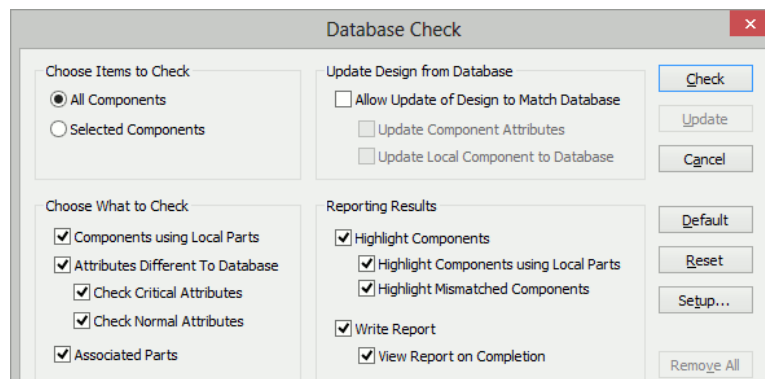 Database Check
Choose Items to Check
All Components
Selected Components
Update Design from Database
Allow Update of Design to Match Database
Update Component Attributes
Update Local Component to Database
Check
Update
Cancel
Choose What to Check
Components using Local Parts
Attributes Different To Database
Check Critical Attributes
Check Normal Attributes
Associated Parts
Reporting Results
Highlight Components
Highlight Components using Local Parts
Highlight Mismatched Components
Write Report
View Report on Completion
Default
Reset
Setup...
Remove All